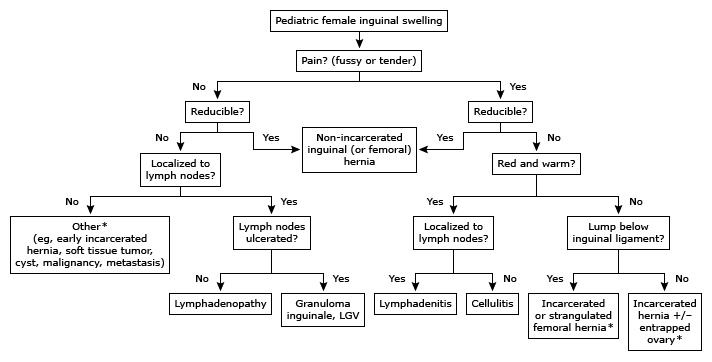 Pediatric female inguinal swelling
Pain? (fussy or tender)
No
Yes
Reducible?
Reducible?
No
Yes
Non-incarcerated
inguinal (or femoral)
hernia
Yes
No
Localized to
lymph nodes?
Red and warm?
No
Yes
Yes
No
Other*
(eg, early incarcerated
hernia, soft tissue tumor,
cyst, malignancy, metastasis)
Lymph nodes
ulcerated?
Localized to
lymph nodes?
Lump below
inguinal ligament?
No
Yes
Yes
No
Yes
No
Lymphadenopathy
Granuloma
inguinale, LGV
Lymphadenitis
Cellulitis
Incarcerated
or strangulated
femoral hernia*
Incarcerated
hernia +/–
entrapped
ovary*